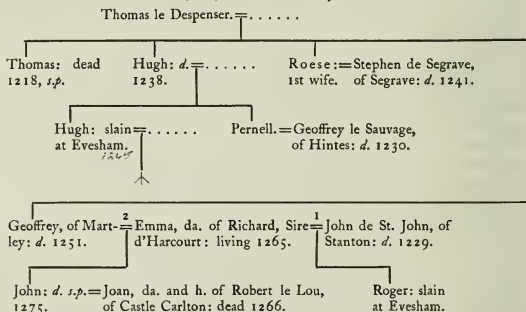 Thomas le Despenser.=......
Thomas: dead
1218, s.p.
Hugh: d.=......
1238.
Roese:=Stephen de Segrave,
1st wife. of Segrave: d. 1241.
Hugh: slain=......
at Evesham.
1265
Pernell.=Geoffrey le Sauvage,
of Hintes: d. 1230.
Geoffrey, of Mart-2=Emma, da. of Richard, Sire1=John de St. John, of
ley: d. 1251. d'Harcourt: living 1265. Stanton: d. 1229.
John: d. s.p.=Joan, da. and h. of Robert le Lou,
1275. of Castle Carlton: dead 1266.
Roger: slain
at Evesham.